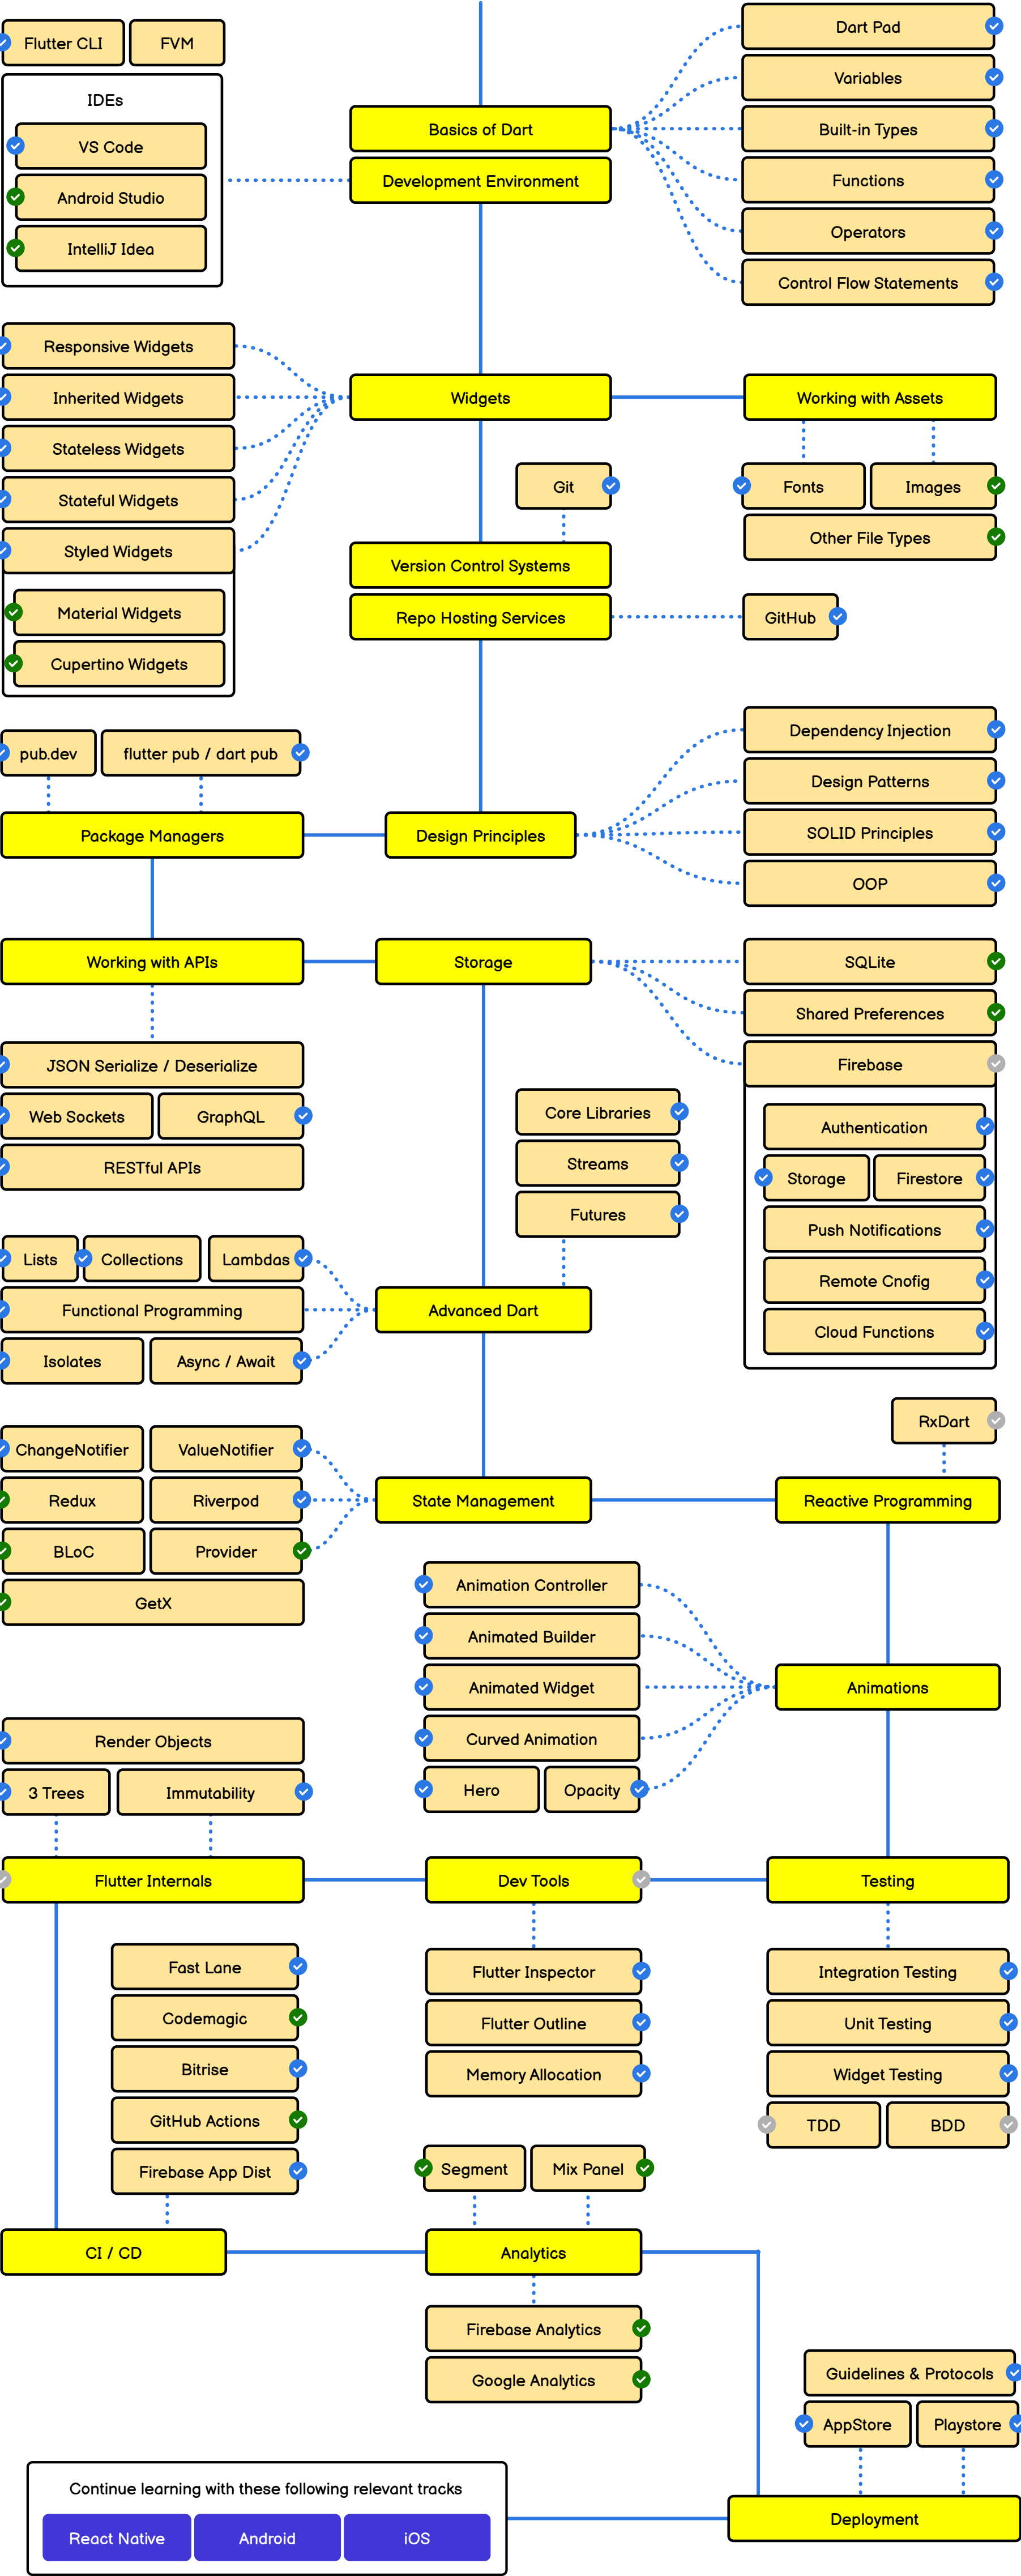 Flutter CLI
FVM
IDEs
VS Code
Android Studio
IntelliJ Idea
Basics of Dart
Development Environment
Dart Pad
Variables
Built-in Types
Functions
Operators
Control Flow Statements
Responsive Widgets
Inherited Widgets
Stateless Widgets
Stateful Widgets
Styled Widgets
Material Widgets
Cupertino Widgets
Widgets
Working with Assets
Fonts
Images
Other File Types
Git
Version Control Systems
Repo Hosting Services
GitHub
pub.dev
flutter pub / dart pub
Package Managers
Design Principles
Dependency Injection
Design Patterns
SOLID Principles
OOP
Working with APIs
Storage
SQLite
Shared Preferences
Firebase
Authentication
Storage
Firestore
Push Notifications
Remote Cnofig
Cloud Functions
JSON Serialize / Deserialize
Web Sockets
GraphQL
RESTful APIs
Core Libraries
Streams
Futures
Lists
Collections
Lambdas
Functional Programming
Isolates
Async / Await
Advanced Dart
RxDart
ChangeNotifier
ValueNotifier
Redux
Riverpod
BLoC
Provider
GetX
State Management
Reactive Programming
Animation Controller
Animated Builder
Animated Widget
Curved Animation
Hero
Opacity
Animations
Render Objects
3 Trees
Immutability
Flutter Internals
Dev Tools
Testing
Fast Lane
Codemagic
Bitrise
GitHub Actions
Firebase App Dist
Flutter Inspector
Flutter Outline
Memory Allocation
Integration Testing
Unit Testing
Widget Testing
TDD
BDD
Segment
Mix Panel
CI / CD
Analytics
Firebase Analytics
Google Analytics
Guidelines & Protocols
AppStore
Playstore
Deployment
Continue learning with these following relevant tracks
React Native
Android
iOS